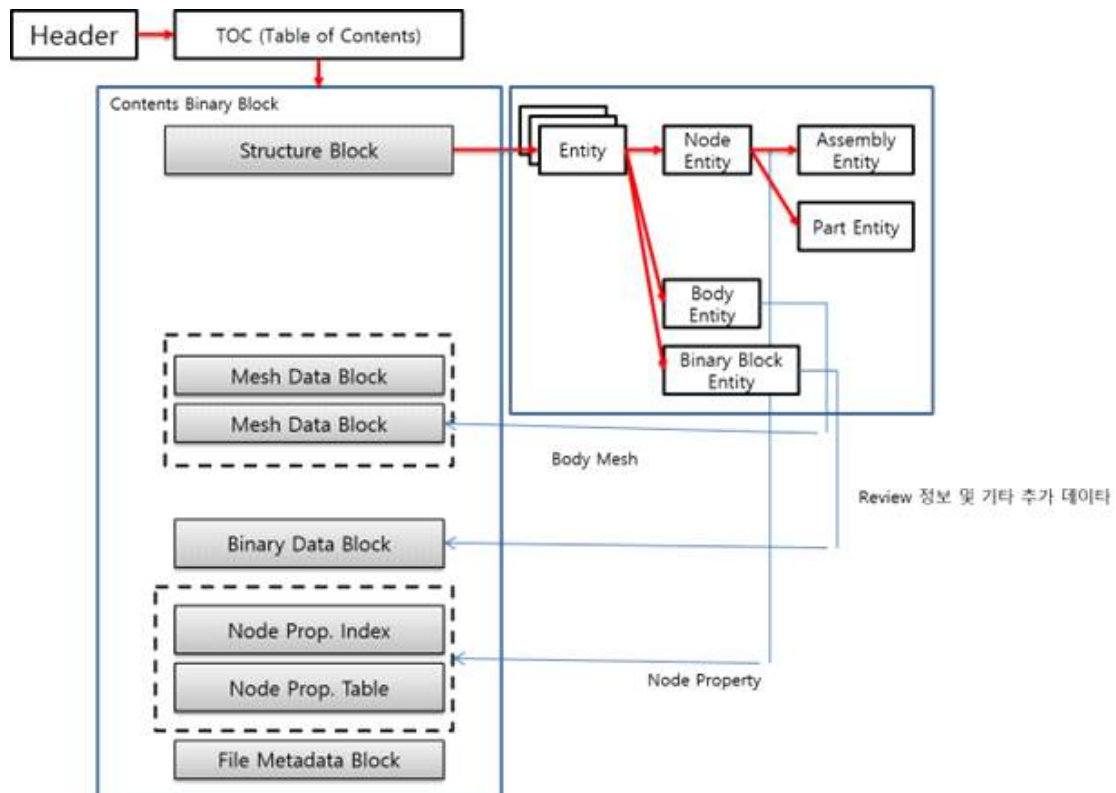 Header
TOC (Table of Contents)
Contents Binary Block
Structure Block
Entity
Node
Entity
Assembly
Entity
Part Entity
Body
Entity
Binary Block
Entity
Mesh Data Block
Mesh Data Block
Body Mesh
Review 정보 및 기타 추가 데이타
Binary Data Block
Node Prop. Index
Node Property
Node Prop. Table
File Metadata Block